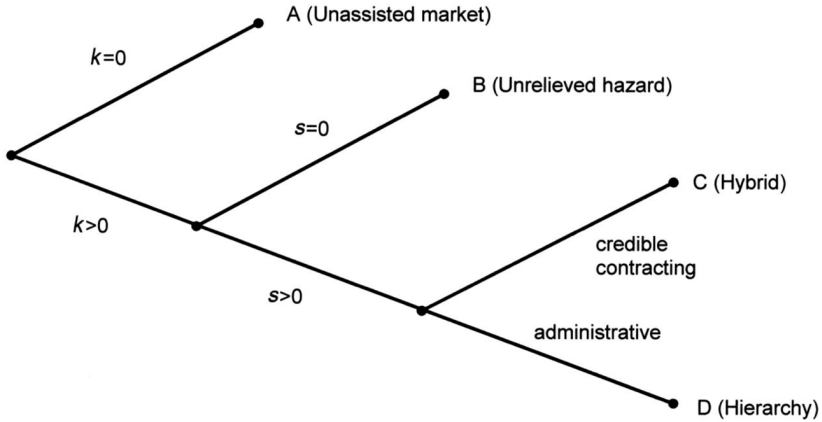 A (Unassisted market)
k=0
B (Unrelieved hazard)
s=0
C (Hybrid)
k>0
credible
contracting
s>0
administrative
D (Hierarchy)